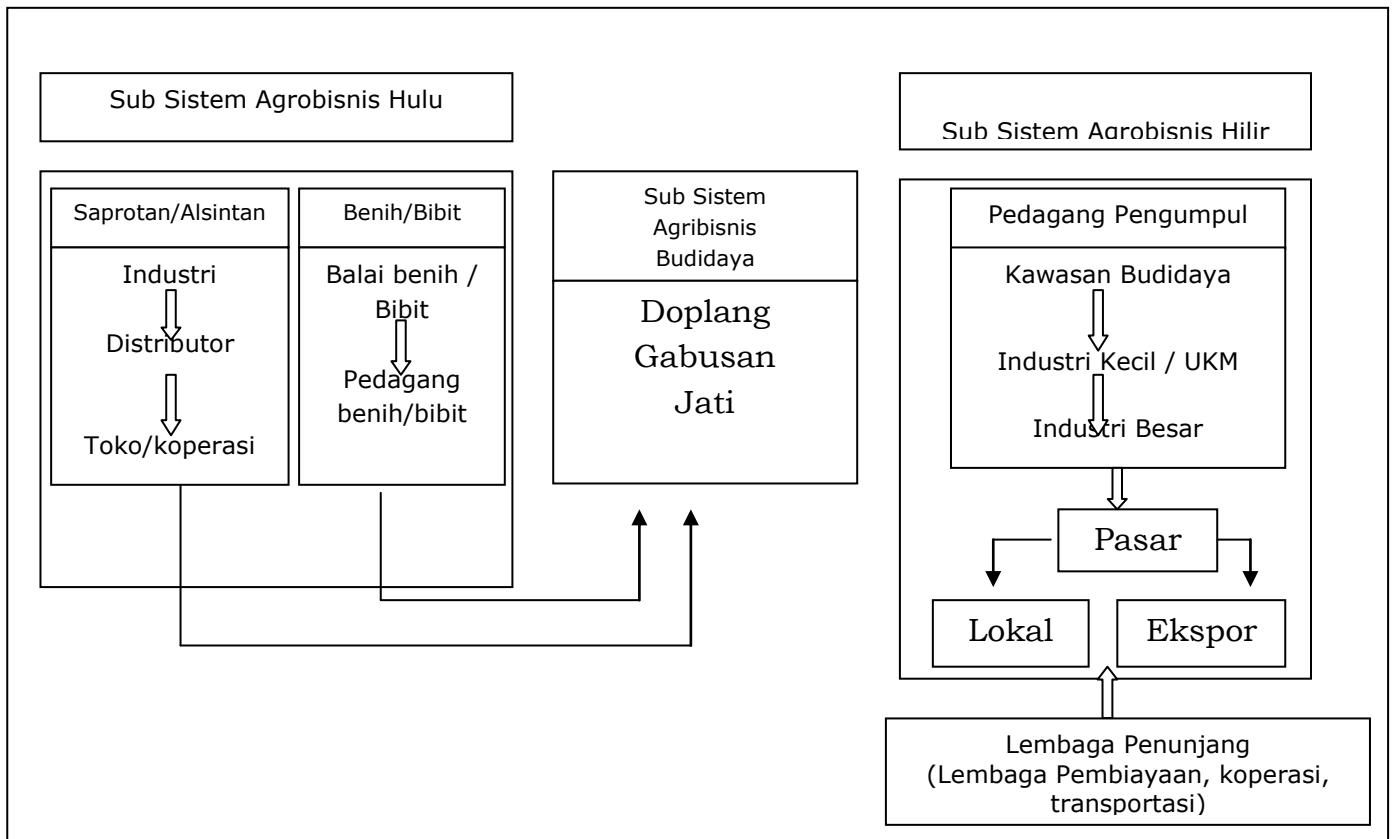 Sub Sistem Agrobisnis Hulu
Saprotan/Alsintan
Industri
Distributor
Toko/koperasi
Benih/Bibit
Balai benih /
Bibit
Pedagang
benih/bibit
Sub Sistem
Agribisnis
Budidaya
Doplang
Gabusan
Jati
Sub Sistem Agrobisnis Hilir
Pedagang Pengumpul
Kawasan Budidaya
Industri Kecil / UKM
Industri Besar
Pasar
Lokal
Ekspor
Lembaga Penunjang
(Lembaga Pembiayaan, koperasi,
transportasi)